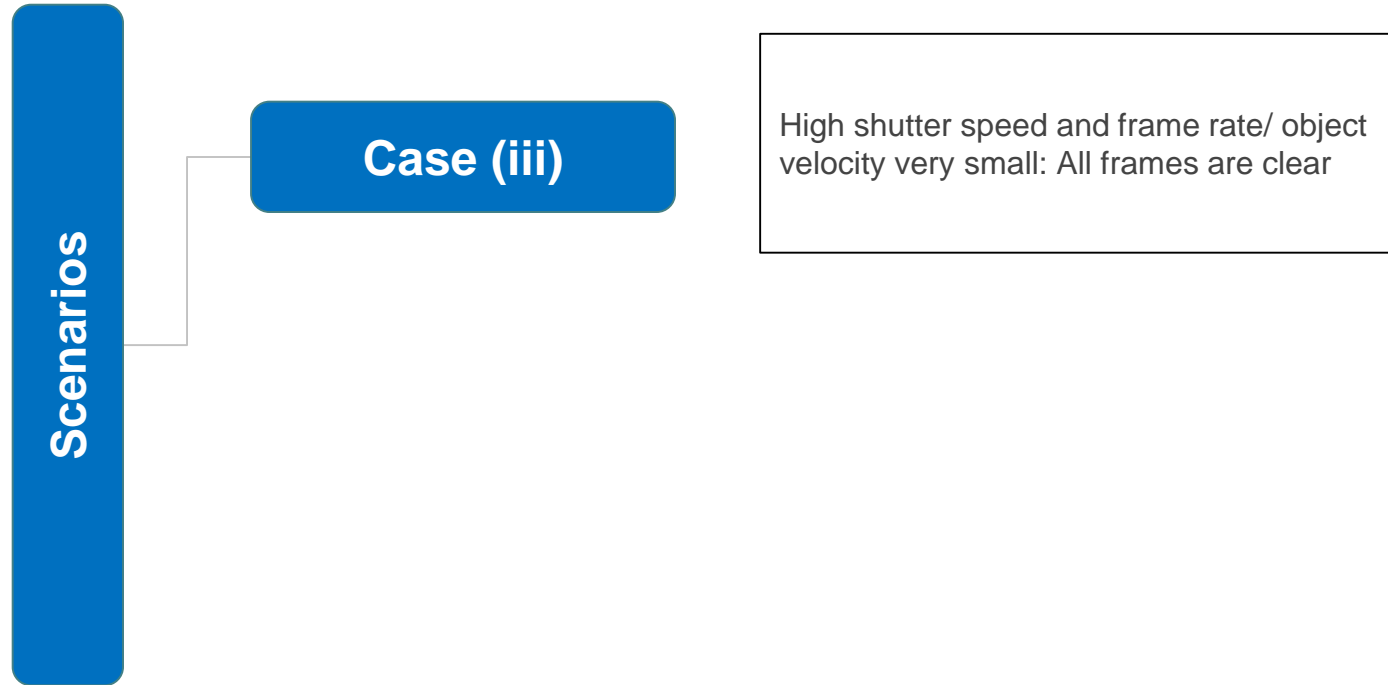 Scenarios
Case (iii)
High shutter speed and frame rate/ object
velocity very small: All frames are clear